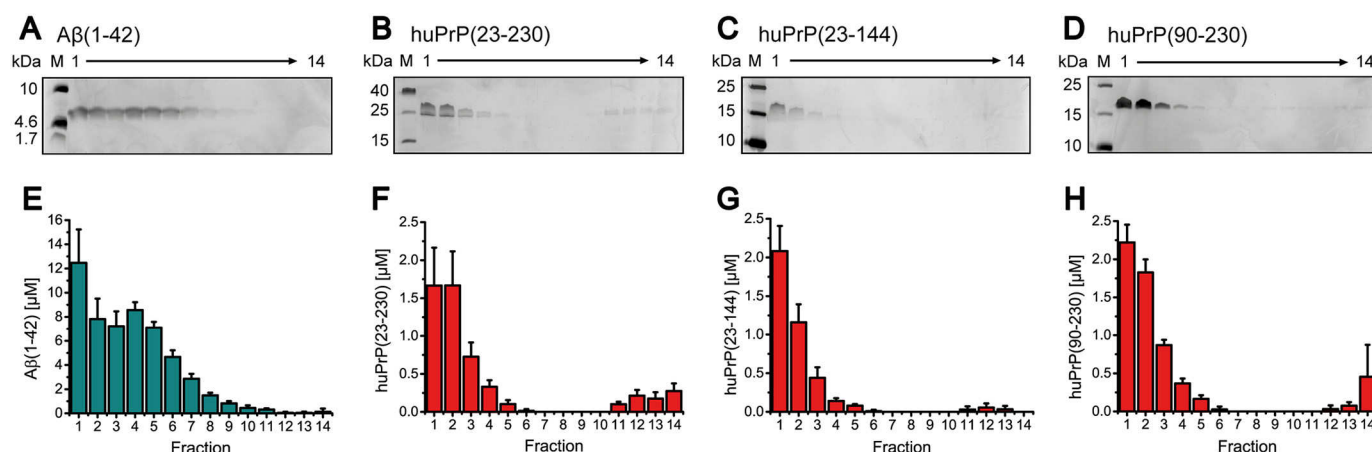 A Aβ(1-42)
kDa M 1 14
10
4.6
1.7
B huPrP(23-230)
kDa M 1 14
40
25
15
C huPrP(23-144)
kDa M 1 14
25
15
10
D huPrP(90-230)
kDa M 1 14
25
15
10
E
Aβ(1-42) [µM]
16
14
12
10
8
6
4
2
0
1 2 3 4 5 6 7 8 9 10 11 12 13 14
Fraction
F
huPrP(23-230) [µM]
2.5
2.0
1.5
1.0
0.5
0.0
1 2 3 4 5 6 7 8 9 10 11 12 13 14
Fraction
G
huPrP(23-144) [µM]
2.5
2.0
1.5
1.0
0.5
0.0
1 2 3 4 5 6 7 8 9 10 11 12 13 14
Fraction
H
huPrP(90-230) [µM]
2.5
2.0
1.5
1.0
0.5
0.0
1 2 3 4 5 6 7 8 9 10 11 12 13 14
Fraction